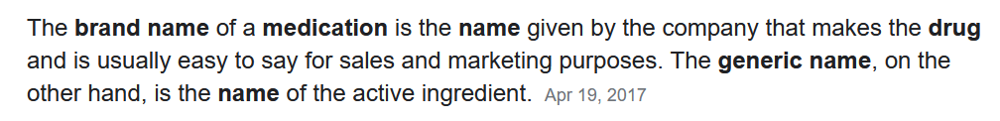 The brand name of a medication is the name given by the company that makes the drug
and is usually easy to say for sales and marketing purposes. The generic name, on the
other hand, is the name of the active ingredient. Apr 19, 2017